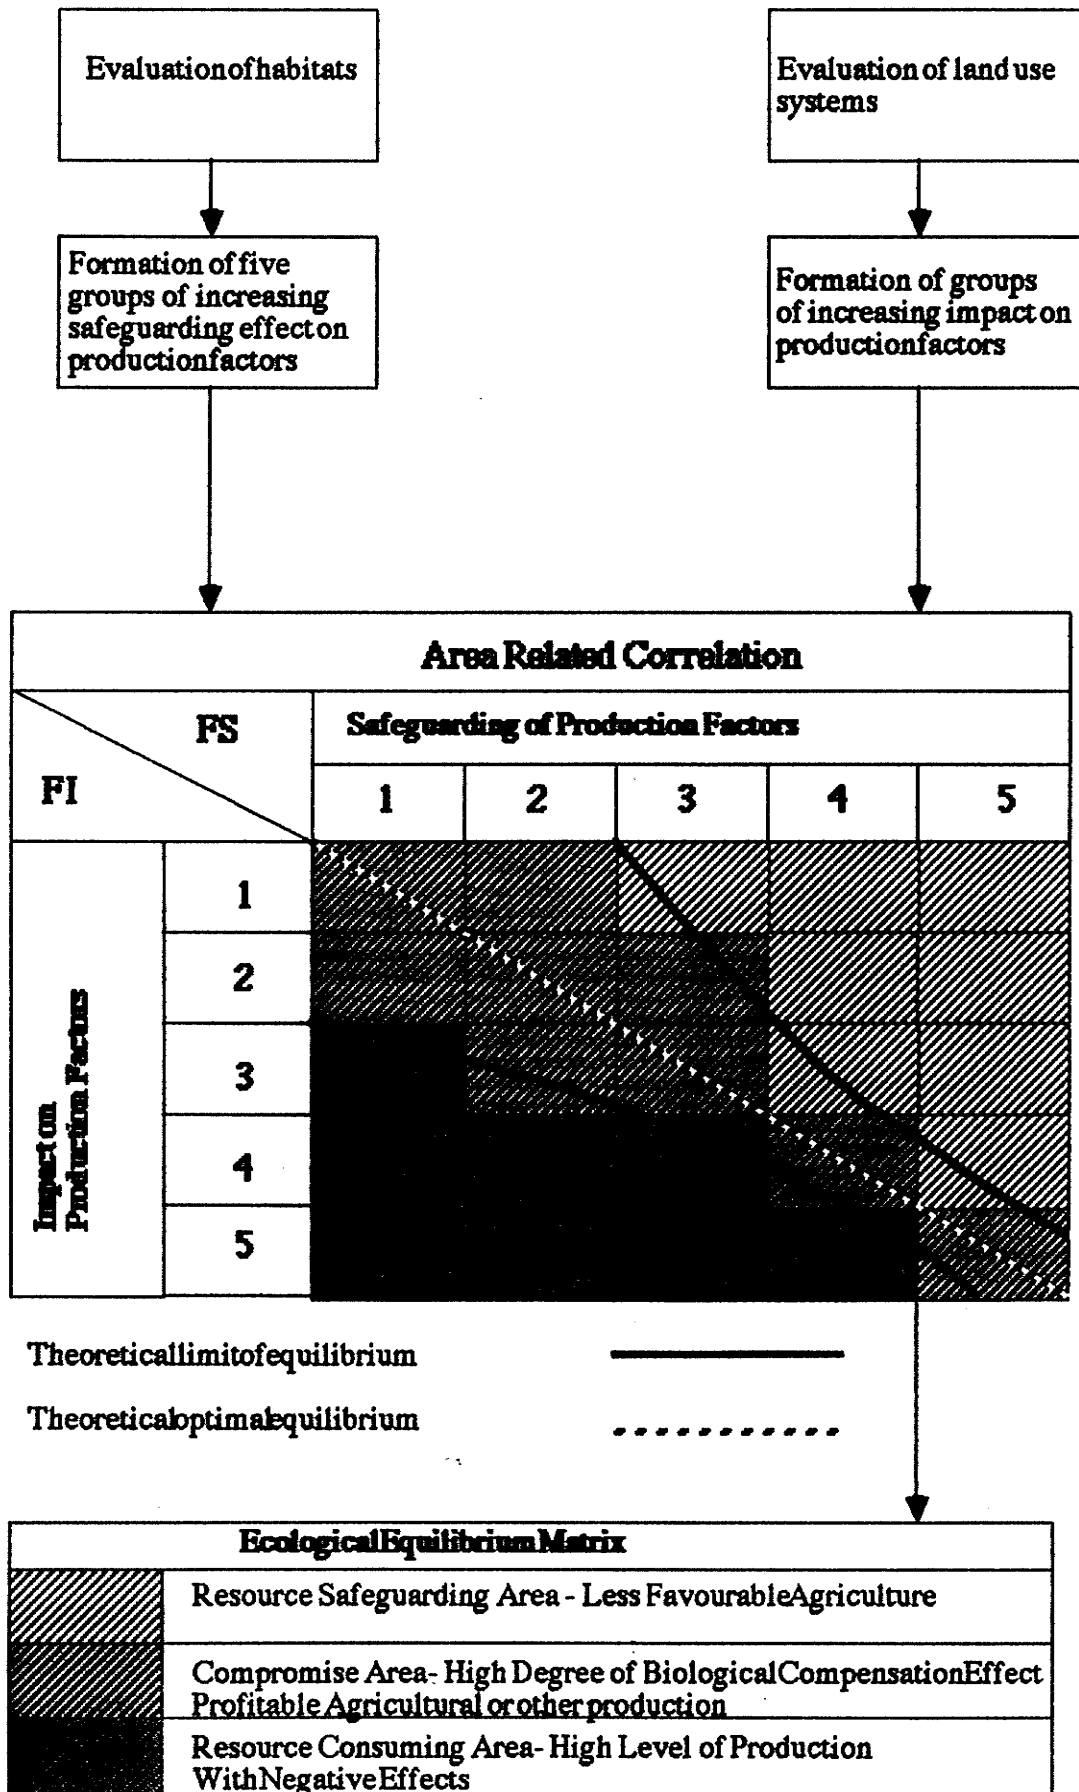 Evaluation of habitats
Evaluation of land use
systems
Formation of five
groups of increasing
safeguarding effect on
production factors
Formation of groups
of increasing impact on
production factors
Area Related Correlation
FS
FI
Safeguarding of Production Factors
1 2 3 4 5
Impact on
Production Factors
1
2
3
4
5
Theoretical limit of equilibrium
Theoretical optimal equilibrium
Ecological Equilibrium Matrix
Resource Safeguarding Area - Less Favourable Agriculture
Compromise Area - High Degree of Biological Compensation Effect
Profitable Agricultural or other production
Resource Consuming Area - High Level of Production
With Negative Effects